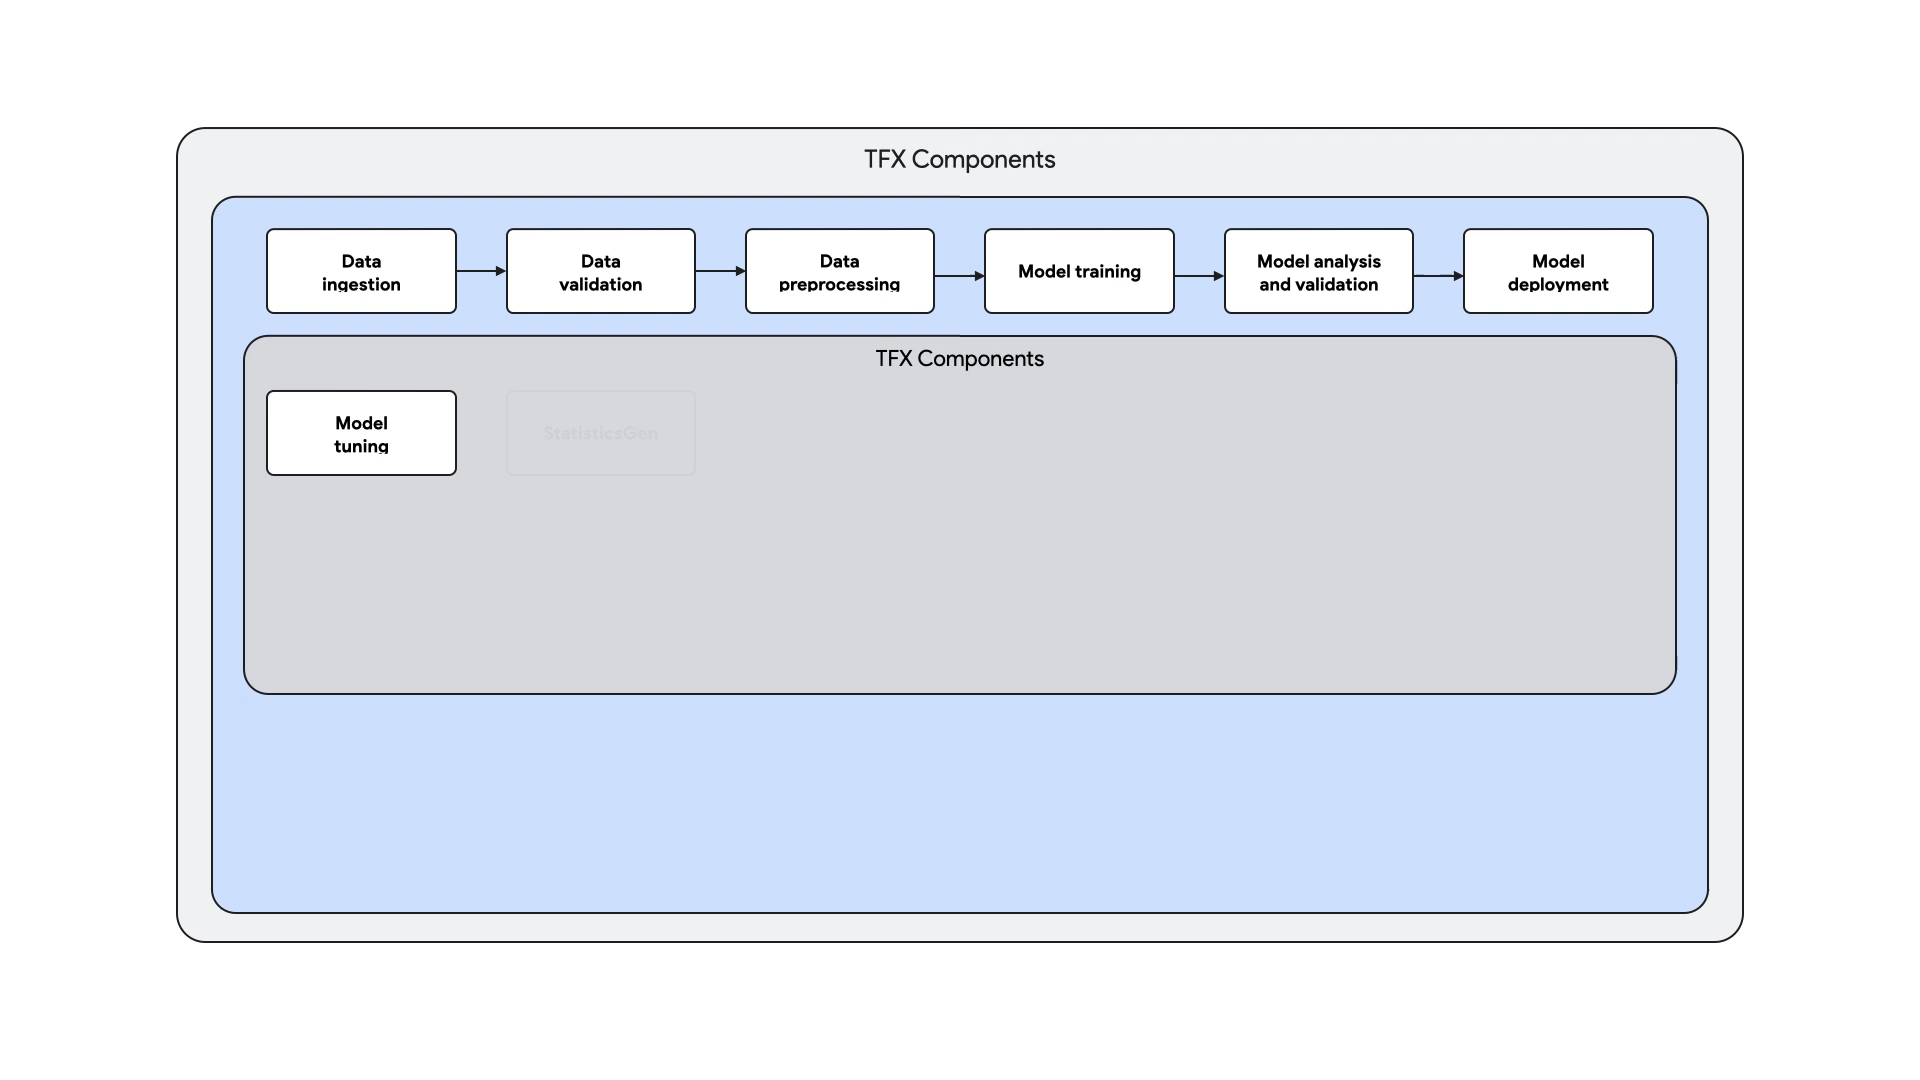 TFX Components
Data
ingestion
Data
validation
Data
preprocessing
Model training
Model analysis
and validation
Model
deployment
TFX Components
Model
tuning
StatisticsGen